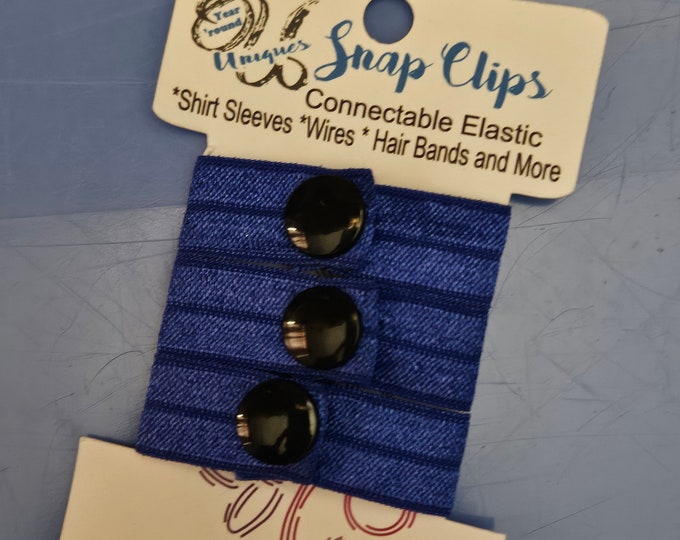 Year
'round
Uniques
Snap Clips
Connectable Elastic
*Shirt Sleeves *Wires * Hair Bands and More